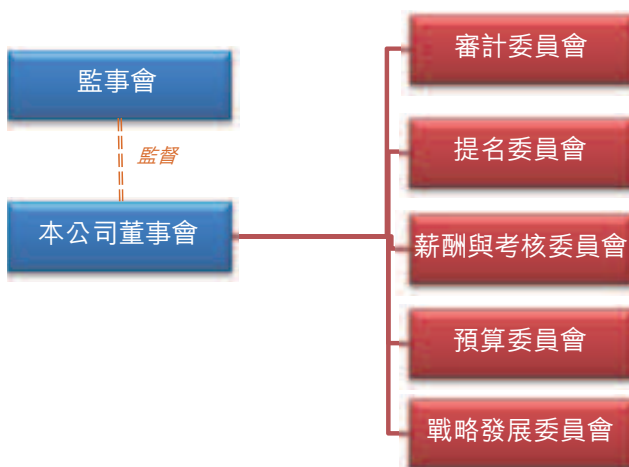 監事會
監督
本公司董事會
審計委員會
提名委員會
薪酬與考核委員會
預算委員會
戰略發展委員會